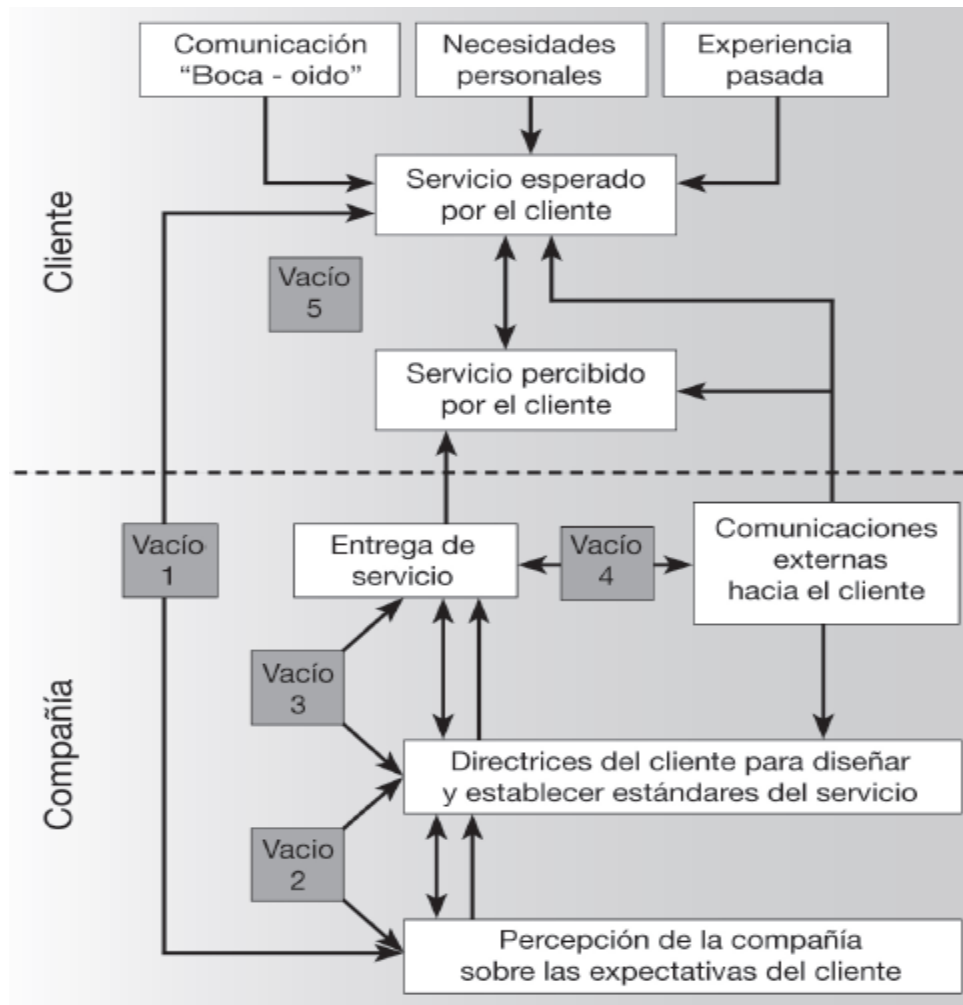 Comunicación
“Boca - oido”
Necesidades
personales
Experiencia
pasada
Cliente
Servicio esperado
por el cliente
Vacío
5
Servicio percibido
por el cliente
Compañía
Vacío
1
Entrega de
servicio
Vacío
4
Comunicaciones
externas
hacia el cliente
Vacío
3
Directrices del cliente para diseñar
y establecer estándares del servicio
Vacio
2
Percepción de la compañía
sobre las expectativas del cliente